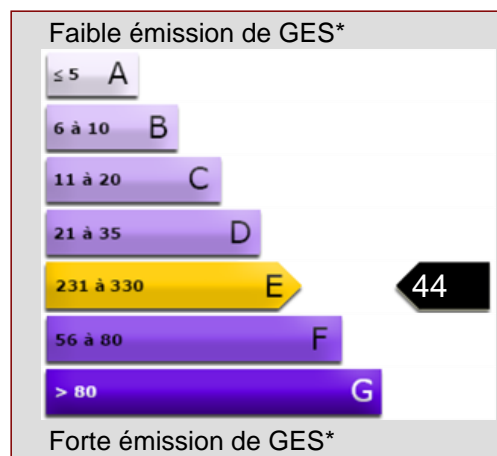 Faible émission de GES*
≤ 5 A
6 à 10 B
11 à 20 C
21 à 35 D
231 à 330 E 44
56 à 80 F
> 80 G
Forte émission de GES*